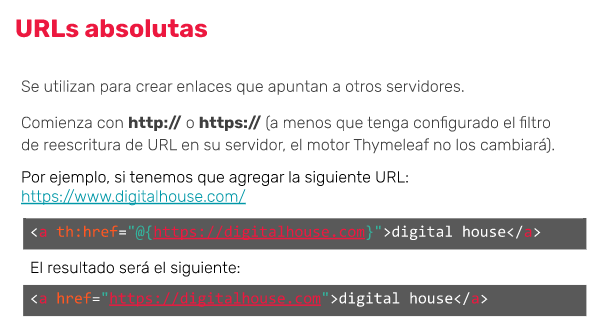 URLs absolutas
Se utilizan para crear enlaces que apuntan a otros servidores.
Comienza con http:// o https:// (a menos que tenga configurado el filtro
de reescritura de URL en su servidor, el motor Thymeleaf no los cambiará).
Por ejemplo, si tenemos que agregar la siguiente URL:
https://www.digitalhouse.com/
<a th:href="@{https://digitalhouse.com}">digital house</a>
El resultado será el siguiente:
<a href="https://digitalhouse.com">digital house</a>